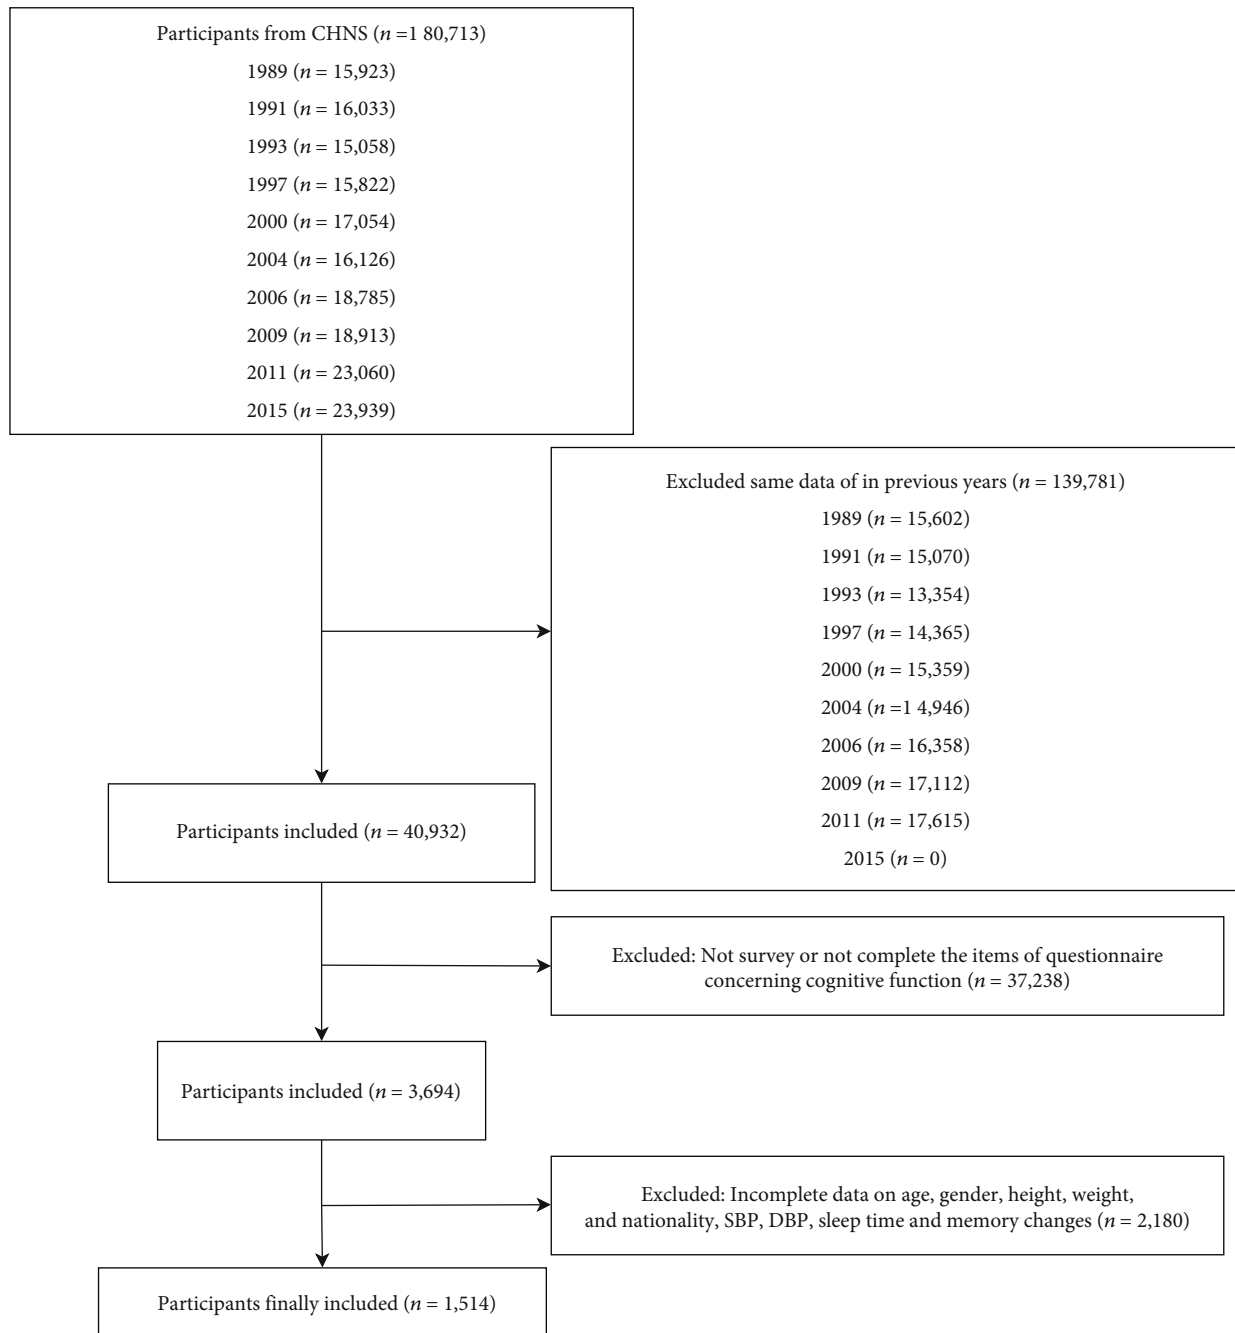 Participants from CHNS (n =1 80,713)
1989 (n = 15,923)
1991 (n = 16,033)
1993 (n = 15,058)
1997 (n = 15,822)
2000 (n = 17,054)
2004 (n = 16,126)
2006 (n = 18,785)
2009 (n = 18,913)
2011 (n = 23,060)
2015 (n = 23,939)
Excluded same data of in previous years (n = 139,781)
1989 (n = 15,602)
1991 (n = 15,070)
1993 (n = 13,354)
1997 (n = 14,365)
2000 (n = 15,359)
2004 (n =1 4,946)
2006 (n = 16,358)
2009 (n = 17,112)
2011 (n = 17,615)
2015 (n = 0)
Participants included (n = 40,932)
Excluded: Not survey or not complete the items of questionnaire
concerning cognitive function (n = 37,238)
Participants included (n = 3,694)
Excluded: Incomplete data on age, gender, height, weight,
and nationality, SBP, DBP, sleep time and memory changes (n = 2,180)
Participants finally included (n = 1,514)